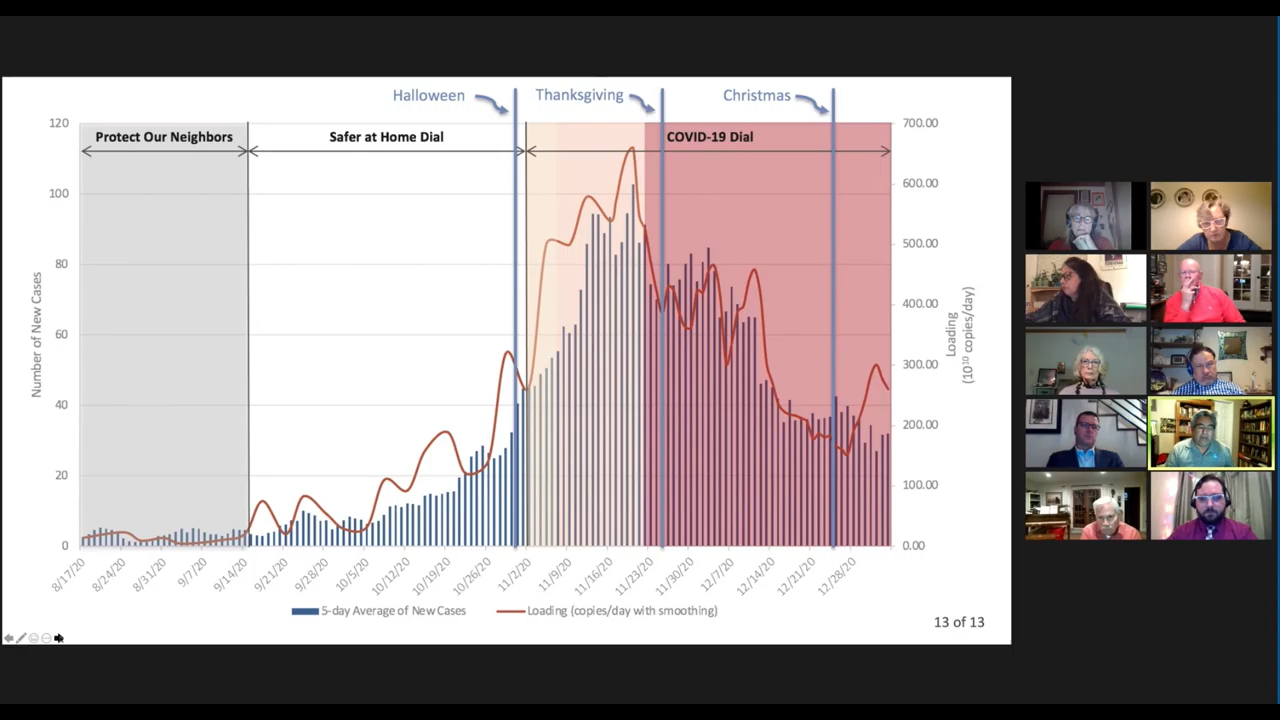 Halloween
Thanksgiving
Christmas
Protect Our Neighbors
Safer at Home Dial
COVID-19 Dial
120
100
80
60
40
20
0
Number of New Cases
700.00
600.00
500.00
400.00
300.00
200.00
100.00
0.00
Loading
(10¹⁰ copies/day)
8/17/20
8/24/20
8/31/20
9/7/20
9/14/20
9/21/20
9/28/20
10/5/20
10/12/20
10/19/20
10/26/20
11/2/20
11/9/20
11/16/20
11/23/20
11/30/20
12/7/20
12/14/20
12/21/20
12/28/20
5-day Average of New Cases
Loading (copies/day with smoothing)
13 of 13